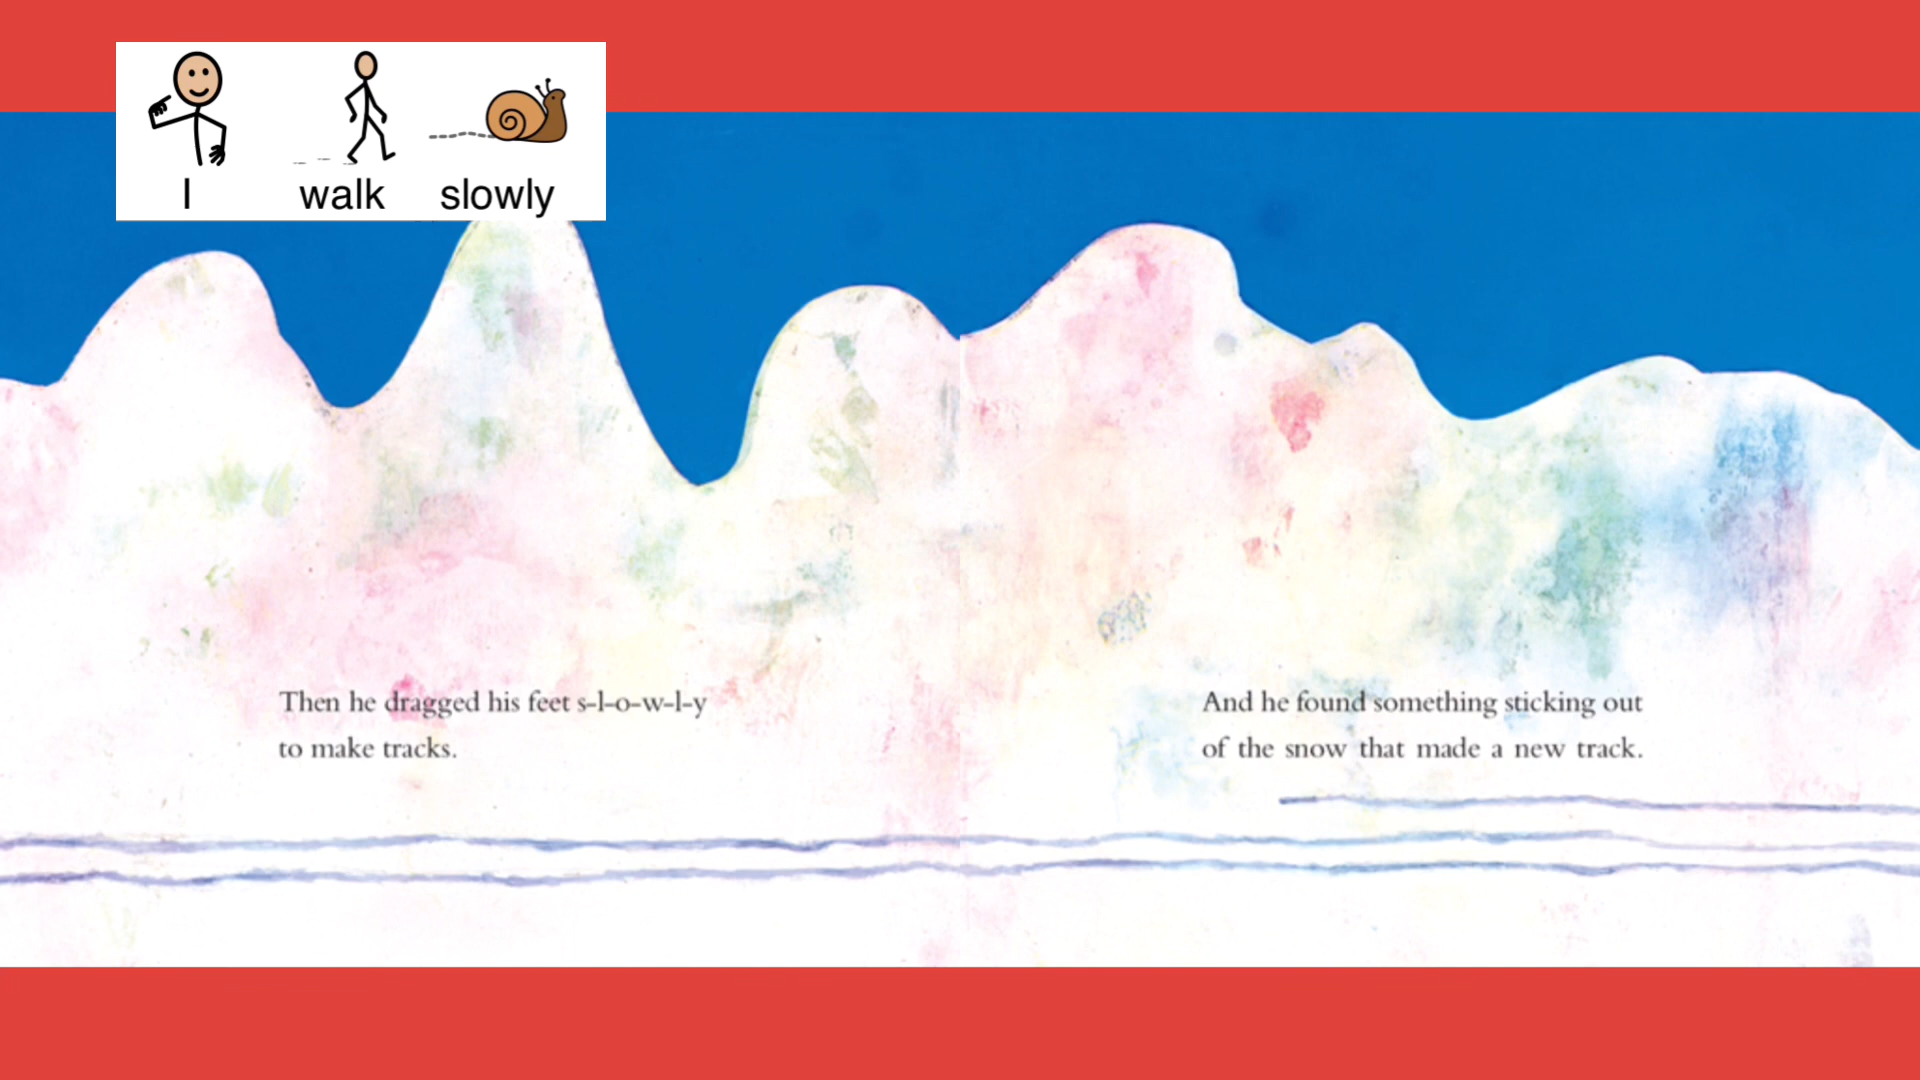 I walk slowly
Then he dragged his feet s-l-o-w-l-y
to make tracks.
And he found something sticking out
of the snow that made a new track.